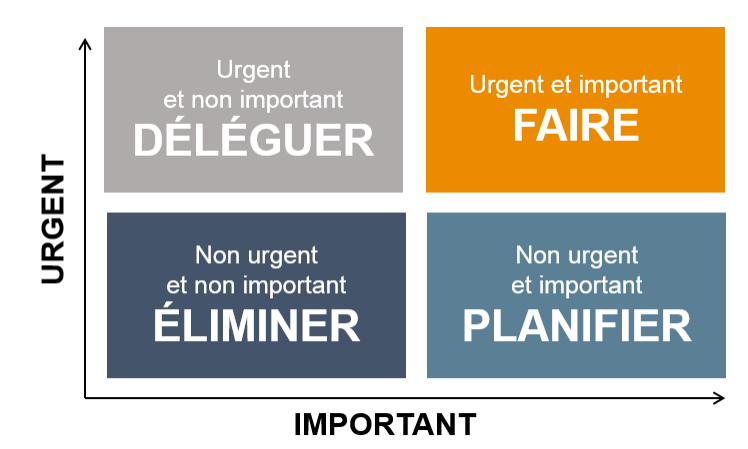 Urgent
et non important
DÉLÉGUER
Urgent et important
FAIRE
URGENT
Non urgent
et non important
ÉLIMINER
Non urgent
et important
PLANIFIER
IMPORTANT